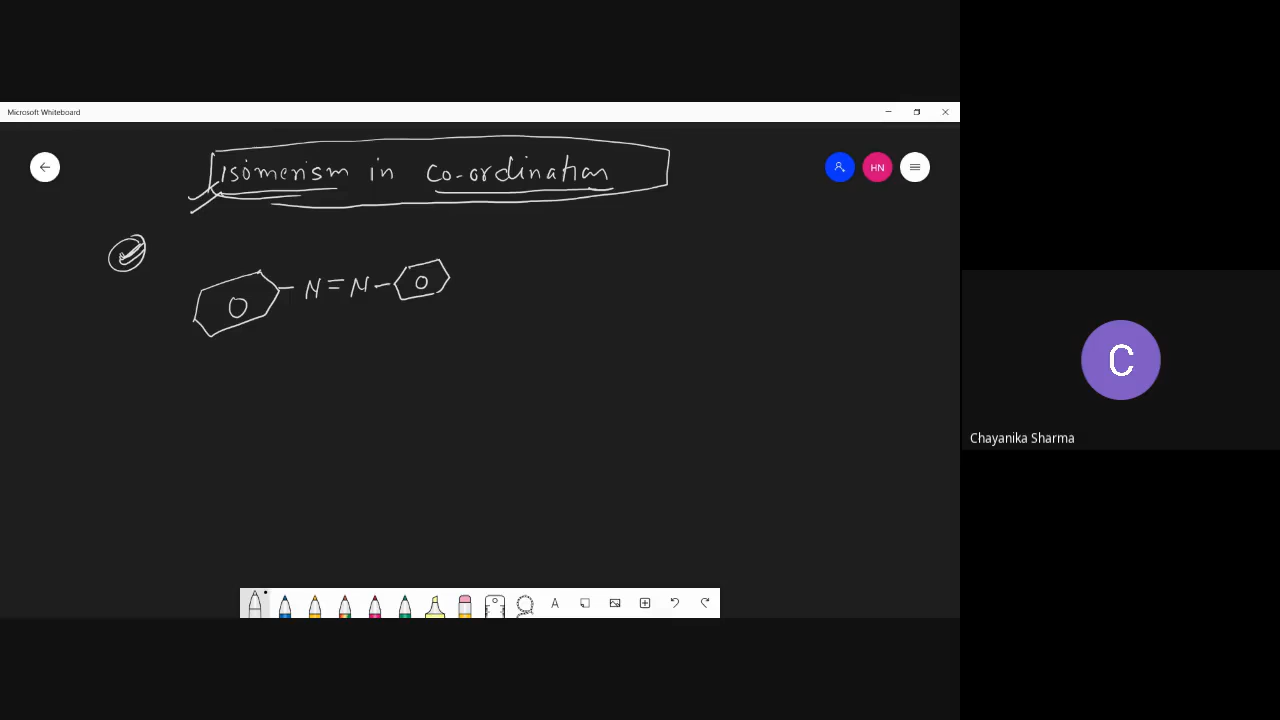 Microsoft Whiteboard
Isomerism in Co-ordination
HN
N=N
C
Chayanika Sharma
A